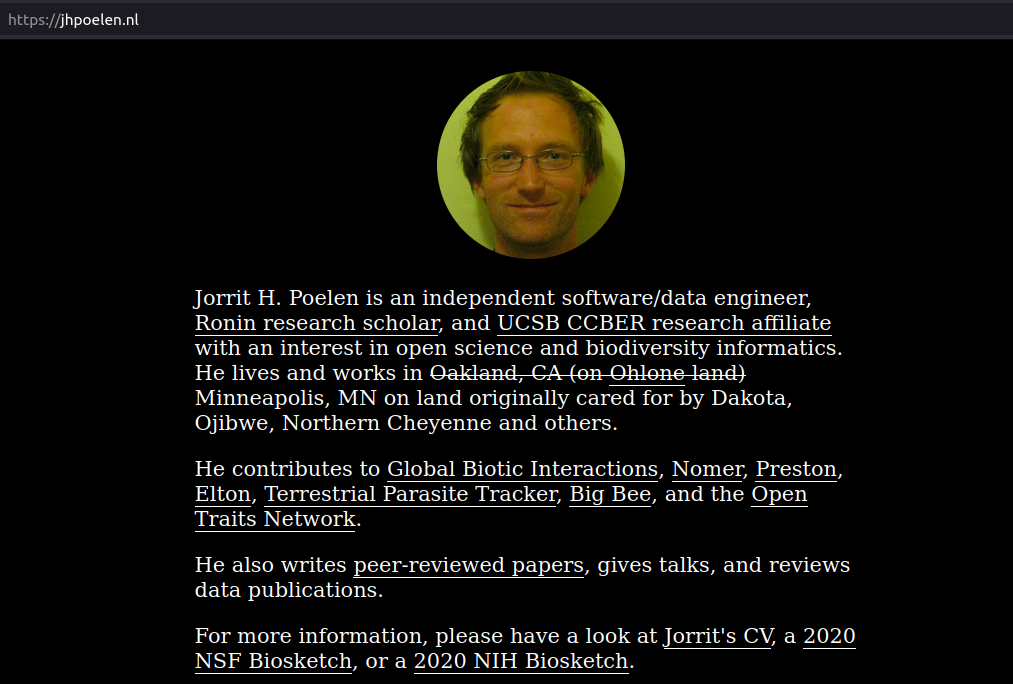 https://jhpoelen.nl
Jorrit H. Poelen is an independent software/data engineer,
Ronin research scholar, and UCSB CCBER research affiliate
with an interest in open science and biodiversity informatics.
He lives and works in Oakland, CA (on Ohlone land)
Minneapolis, MN on land originally cared for by Dakota,
Ojibwe, Northern Cheyenne and others.
He contributes to Global Biotic Interactions, Nomer, Preston,
Elton, Terrestrial Parasite Tracker, Big Bee, and the Open
Traits Network.
He also writes peer-reviewed papers, gives talks, and reviews
data publications.
For more information, please have a look at Jorrit's CV, a 2020
NSF Biosketch, or a 2020 NIH Biosketch.